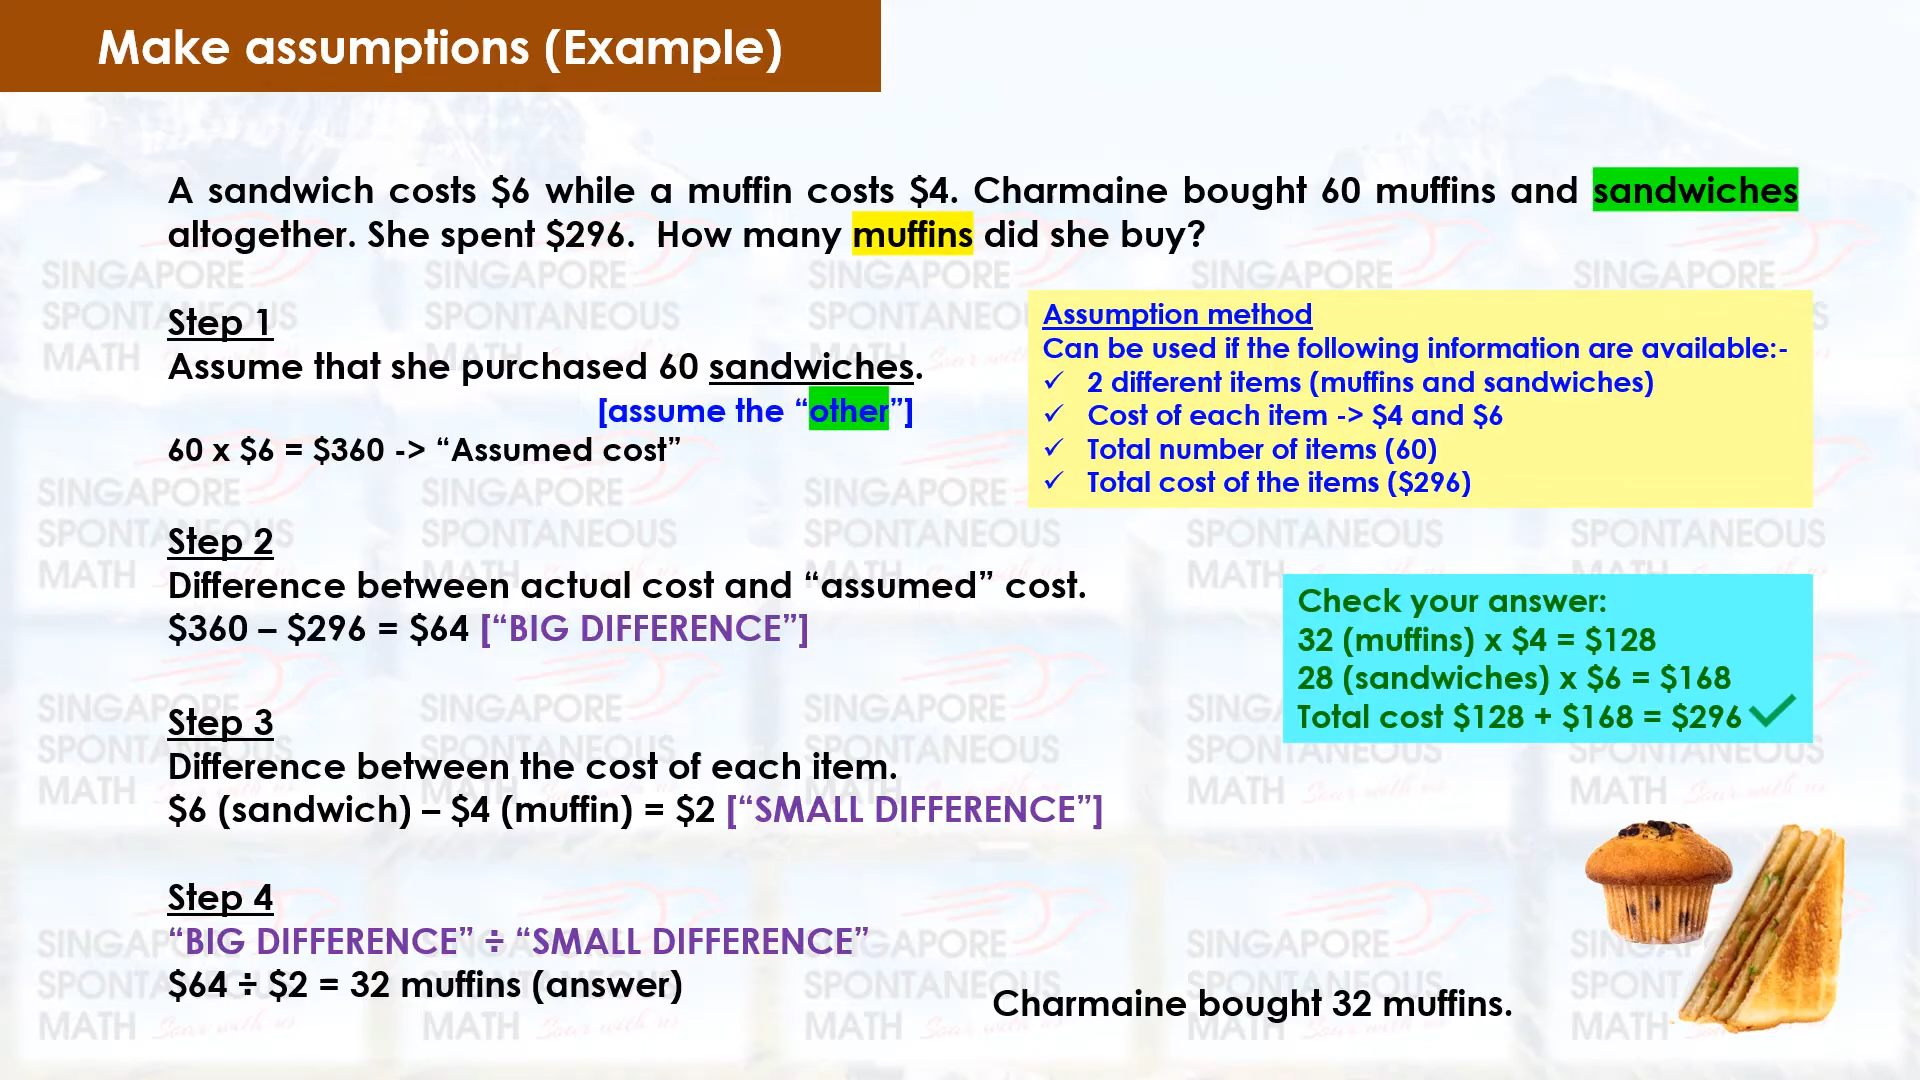 Make assumptions (Example)
A sandwich costs $6 while a muffin costs $4. Charmaine bought 60 muffins and sandwiches
altogether. She spent $296.  How many muffins did she buy?
Step 1
Assume that she purchased 60 sandwiches.
[assume the “other”]
60 x $6 = $360 -> “Assumed cost”
Assumption method
Can be used if the following information are available:-
✓ 2 different items (muffins and sandwiches)
✓ Cost of each item -> $4 and $6
✓ Total number of items (60)
✓ Total cost of the items ($296)
Step 2
Difference between actual cost and “assumed” cost.
$360 – $296 = $64 [“BIG DIFFERENCE”]
Check your answer:
32 (muffins) x $4 = $128
28 (sandwiches) x $6 = $168
Total cost $128 + $168 = $296 ✓
Step 3
Difference between the cost of each item.
$6 (sandwich) – $4 (muffin) = $2 [“SMALL DIFFERENCE”]
Step 4
“BIG DIFFERENCE” ÷ “SMALL DIFFERENCE”
$64 ÷ $2 = 32 muffins (answer)
Charmaine bought 32 muffins.
SINGAPORE
SPONTANEOUS
MATH Soar with us